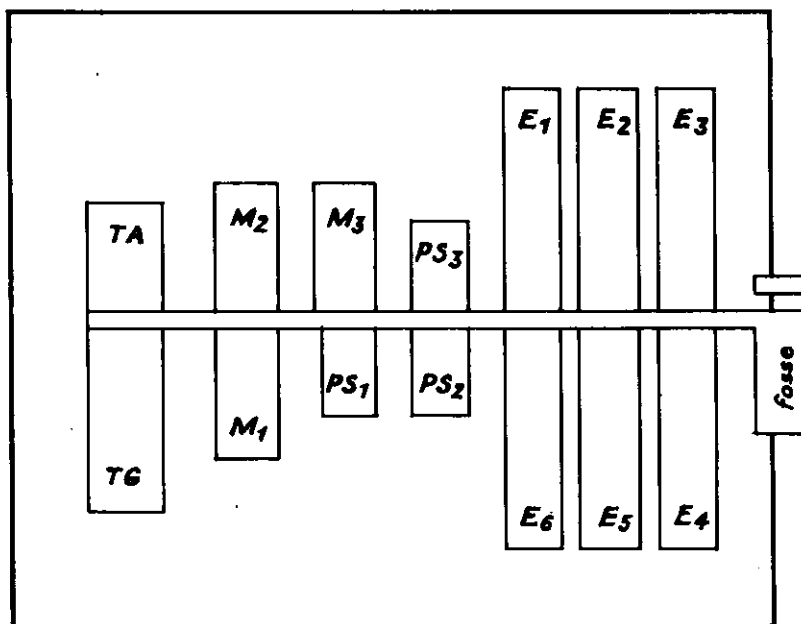 E1 E2 E3
TA M2 M3 PS3
fosse
PS1 PS2
M1
TG
E6 E5 E4